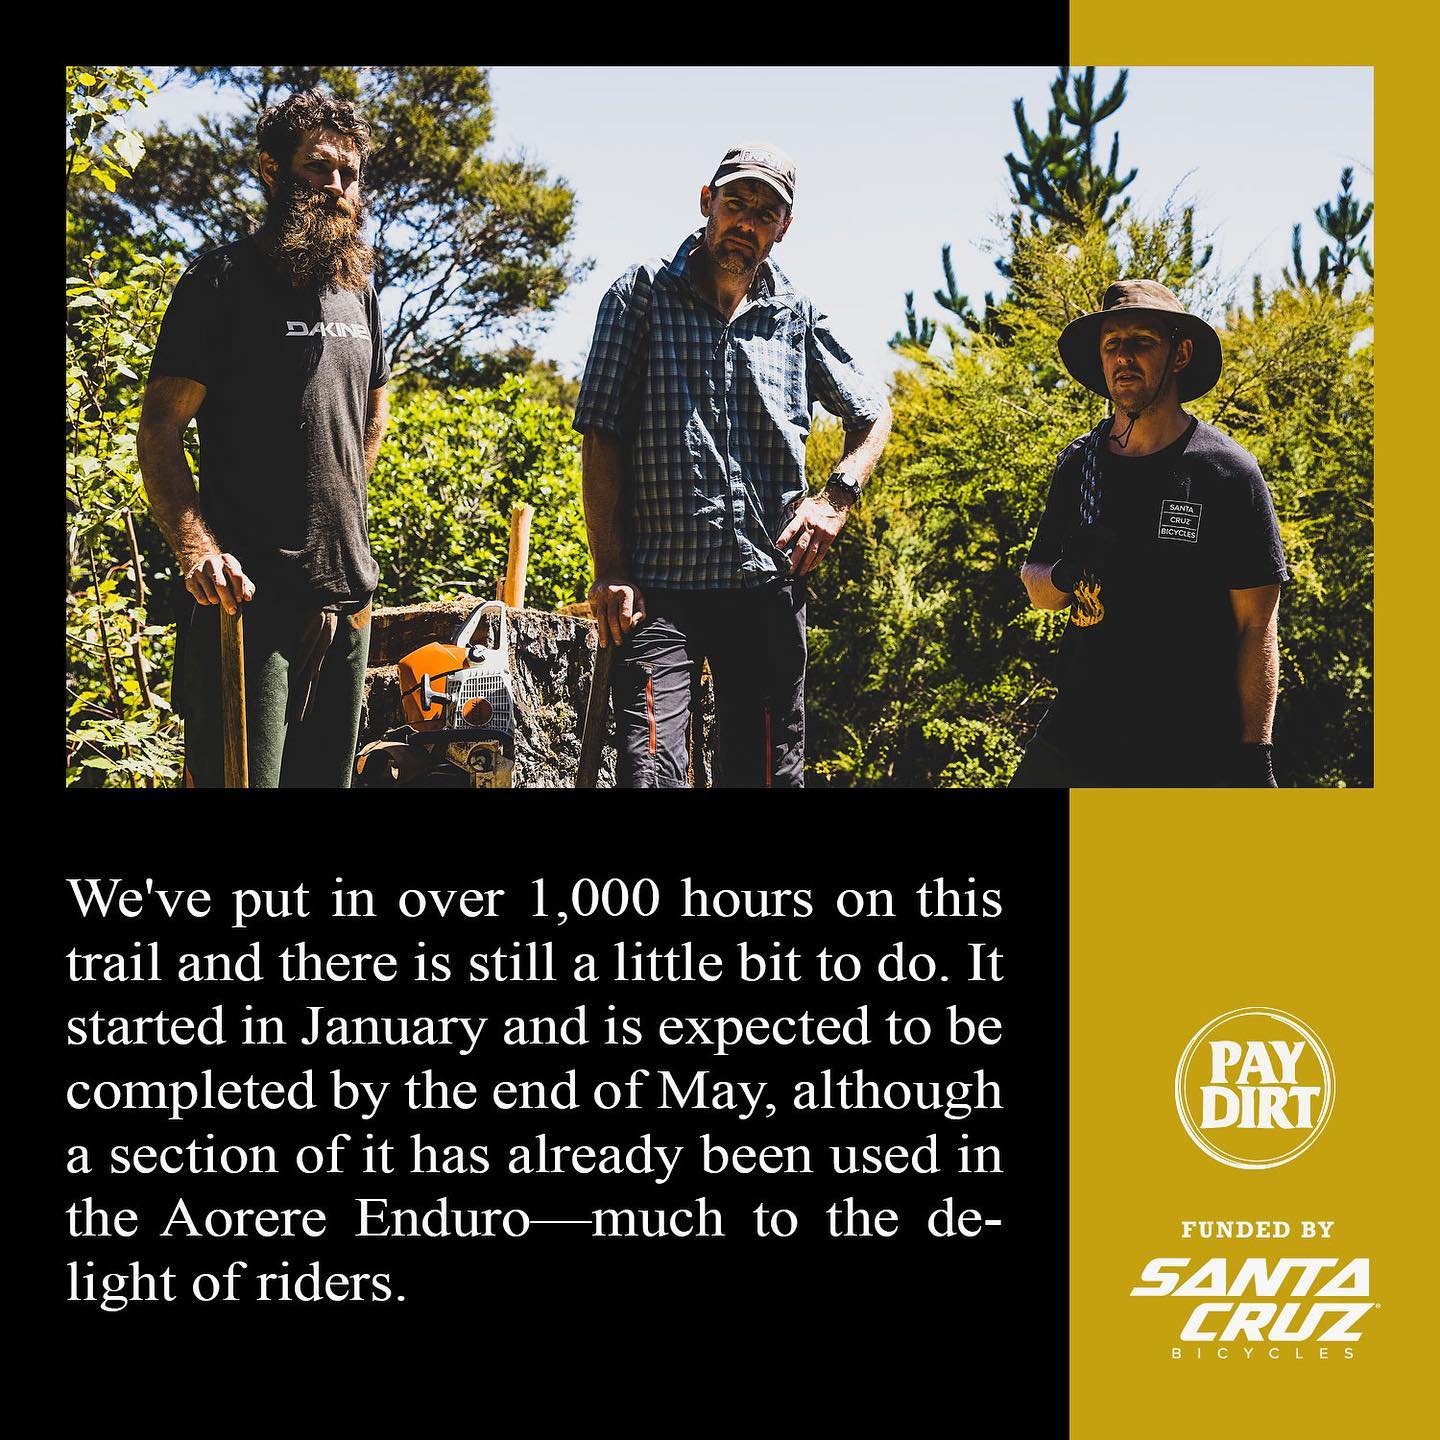 DAKINE
SANTA
CRUZ
BICYCLES
We've put in over 1,000 hours on this
trail and there is still a little bit to do. It
started in January and is expected to be
completed by the end of May, although
a section of it has already been used in
the Aorere Enduro—much to the de-
light of riders.
PAY
DIRT
FUNDED BY
SANTA
CRUZ®
BICYCLES